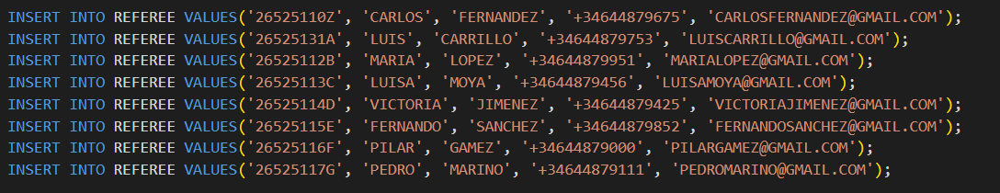 INSERT INTO REFEREE VALUES('26525110Z', 'CARLOS', 'FERNANDEZ', '+34644879675', 'CARLOSFERNANDEZ@GMAIL.COM');
INSERT INTO REFEREE VALUES('26525131A', 'LUIS', 'CARRILLO', '+34644879753', 'LUISCARRILLO@GMAIL.COM');
INSERT INTO REFEREE VALUES('26525112B', 'MARIA', 'LOPEZ', '+34644879951', 'MARIALOPEZ@GMAIL.COM');
INSERT INTO REFEREE VALUES('26525113C', 'LUISA', 'MOYA', '+34644879456', 'LUISAMOYA@GMAIL.COM');
INSERT INTO REFEREE VALUES('26525114D', 'VICTORIA', 'JIMENEZ', '+34644879425', 'VICTORIAJIMENEZ@GMAIL.COM');
INSERT INTO REFEREE VALUES('26525115E', 'FERNANDO', 'SANCHEZ', '+34644879852', 'FERNANDOSANCHEZ@GMAIL.COM');
INSERT INTO REFEREE VALUES('26525116F', 'PILAR', 'GAMEZ', '+34644879000', 'PILARGAMEZ@GMAIL.COM');
INSERT INTO REFEREE VALUES('26525117G', 'PEDRO', 'MARINO', '+34644879111', 'PEDROMARINO@GMAIL.COM');